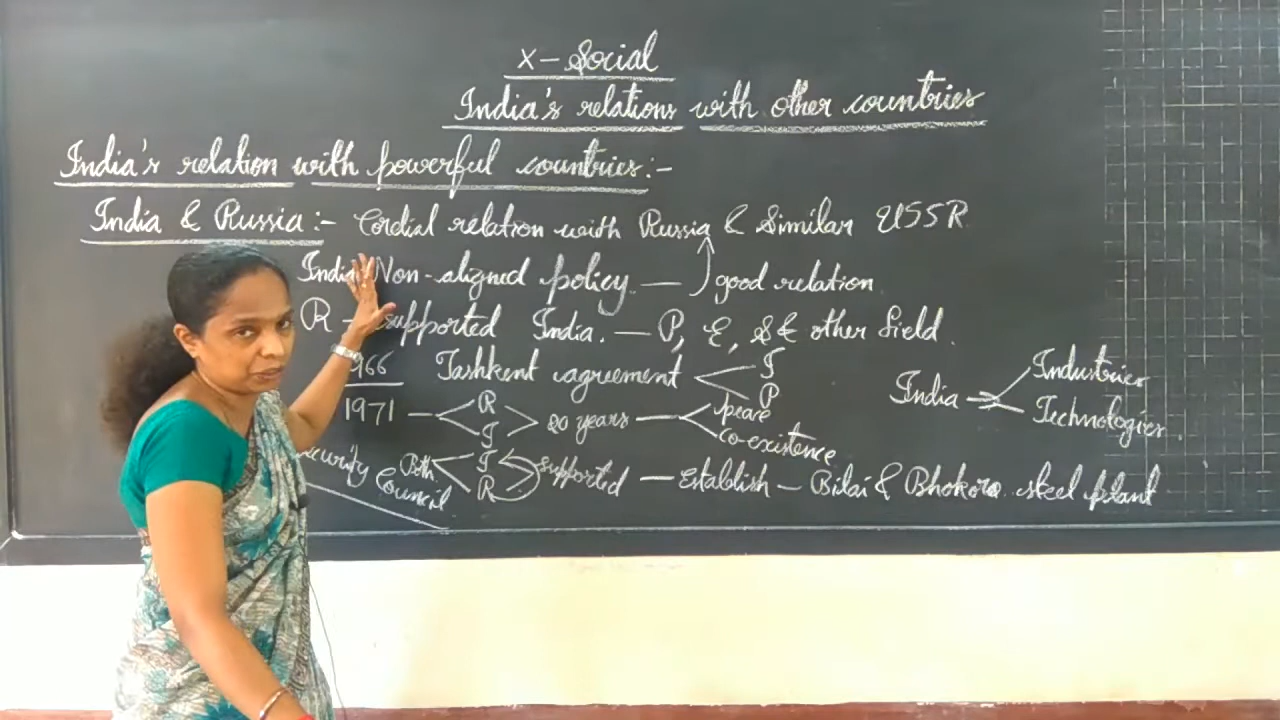 X - Social
India's relations with other countries
India's relation with powerful countries:-
India & Russia:- Cordial relation with Russia & Similar USSR
India Non-aligned policy — good relation
R - supported India. — P, E, S & other field.
966 Tashkent agreement I P
1971 — R I 20 years — peace co-existence
India Industries Technologies
curity Council Both I R supported — Establish — Bilai & Bhokoro steel plant